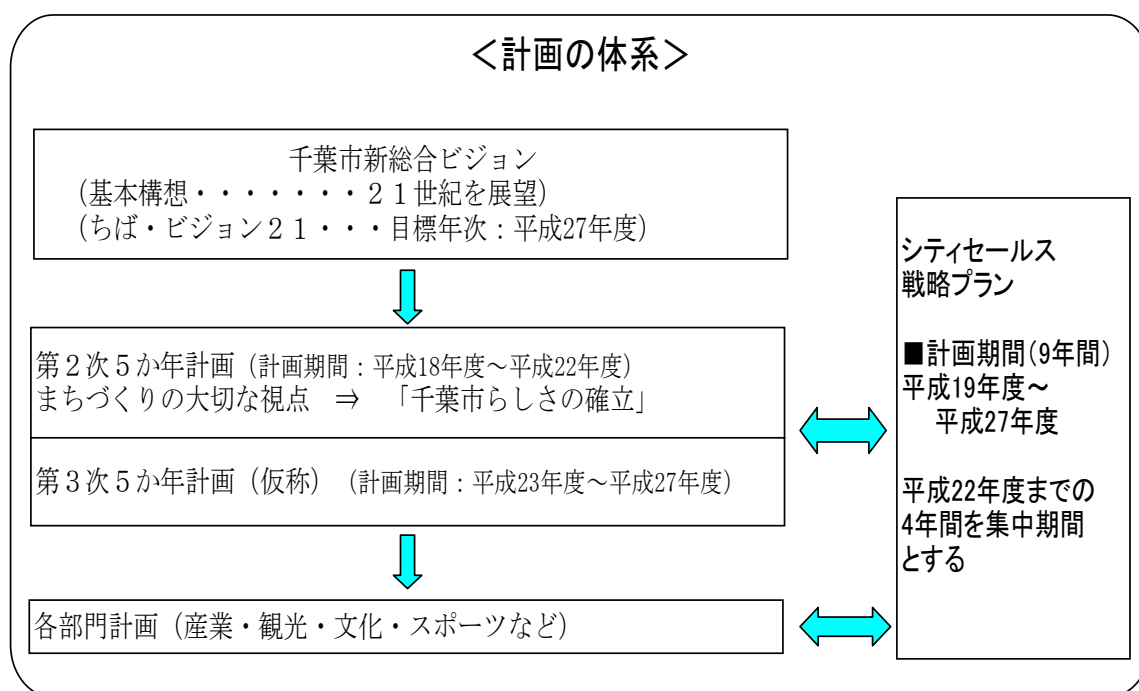 ＜計画の体系＞
千葉市新総合ビジョン
(基本構想・・・・・・・２１世紀を展望)
(ちば・ビジョン２１・・・目標年次：平成27年度)
第２次５か年計画（計画期間：平成18年度～平成22年度）
まちづくりの大切な視点　⇒　「千葉市らしさの確立」
第３次５か年計画（仮称）（計画期間：平成23年度～平成27年度）
各部門計画（産業・観光・文化・スポーツなど）
シティセールス
戦略プラン
■計画期間(9年間)
平成19年度～
平成27年度
平成22年度までの
4年間を集中期間
とする